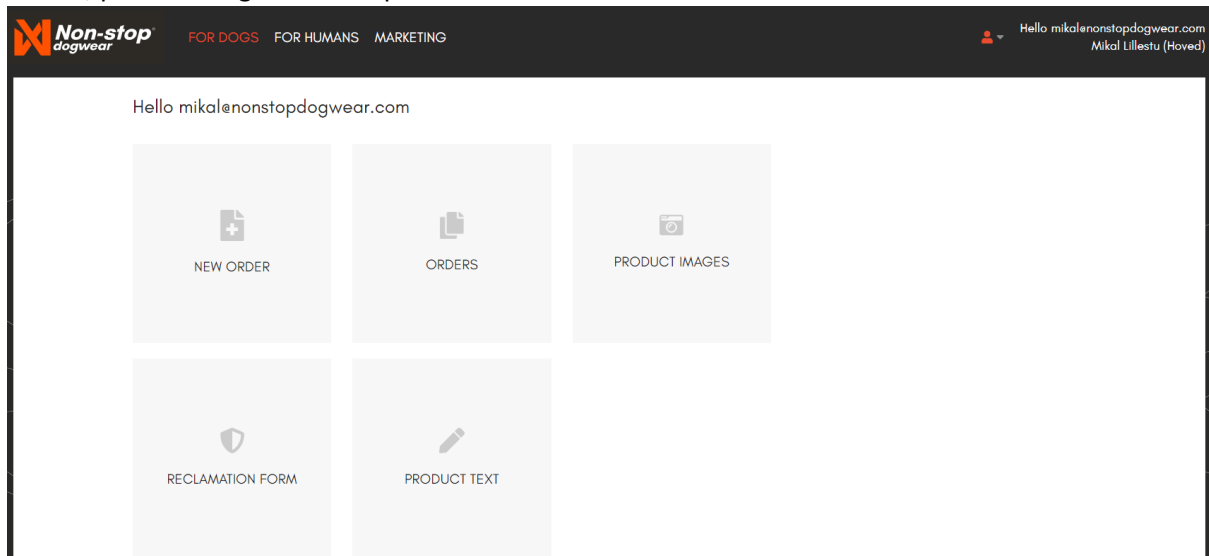 Non-stop
dogwear
FOR DOGS FOR HUMANS MARKETING
Hello mikal@nonstopdogwear.com
Mikal Lillestu (Hoved)
Hello mikal@nonstopdogwear.com
NEW ORDER
ORDERS
PRODUCT IMAGES
RECLAMATION FORM
PRODUCT TEXT